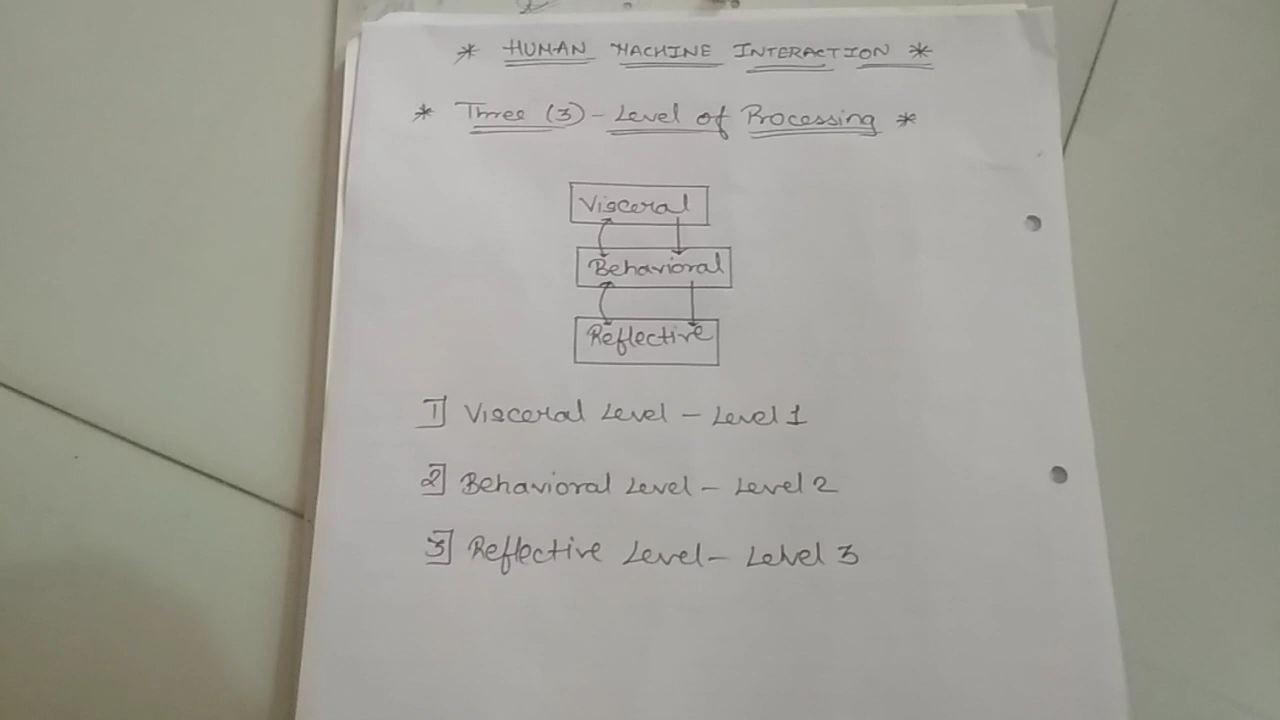 * HUMAN MACHINE INTERACTION *
* Three (3) - Level of Processing *
Visceral
Behavioral
Reflective
1] Visceral Level - Level 1
2] Behavioral Level - Level 2
3] Reflective Level - Level 3